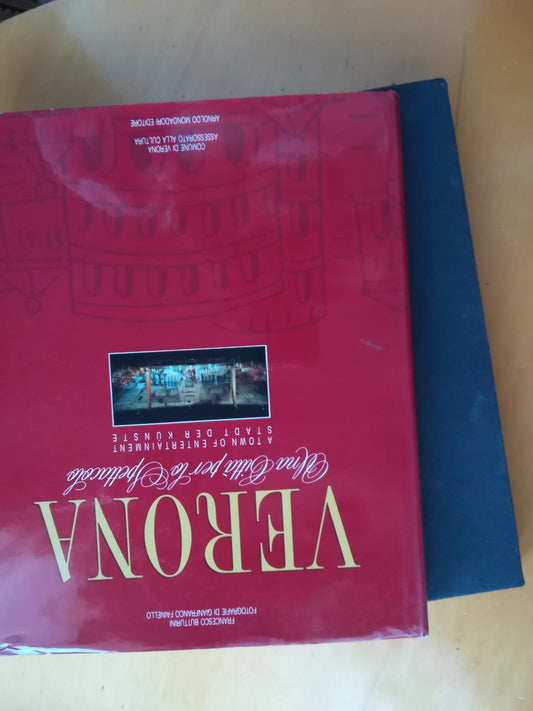 FRANCESCO BUTTURINI
FOTOGRAFIE DI GIANFRANCO FAINELLO
VERONA
Una Città per lo Spettacolo
A TOWN OF ENTERTAINMENT
STADT DER KUNSTE
COMUNE DI VERONA
ASSESSORATO ALLA CULTURA
ARNOLDO MONDADORI EDITORE